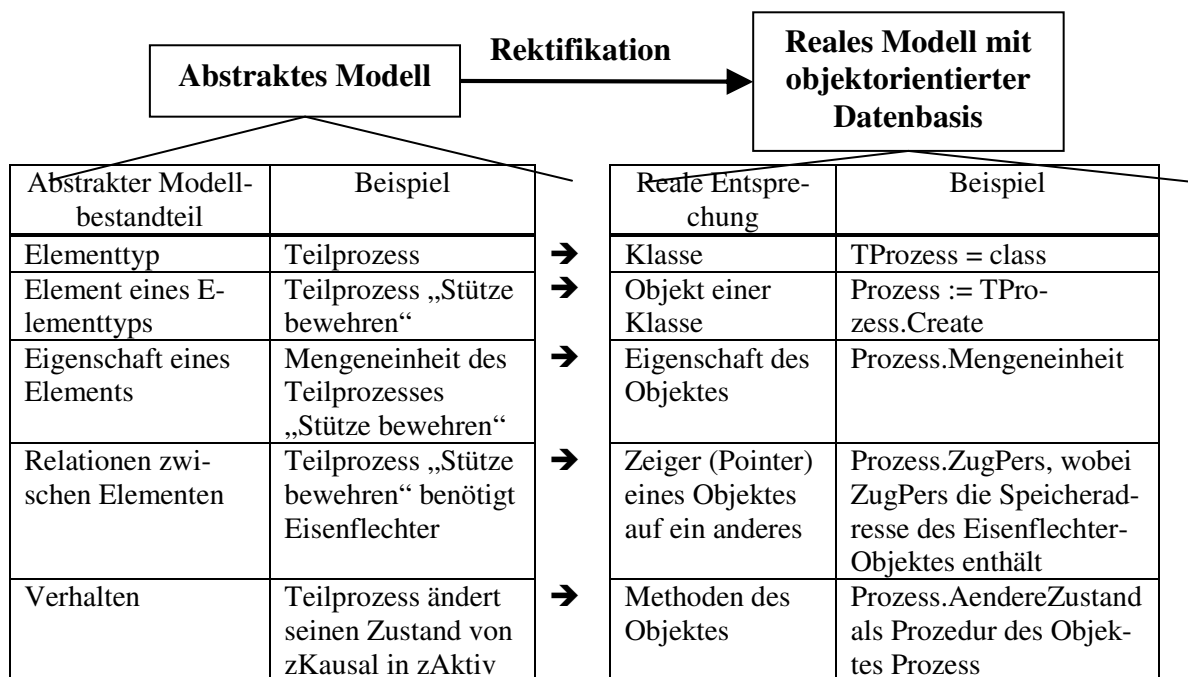 Abstraktes Modell
Rektifikation
Reales Modell mit
objektorientierter
Datenbasis
Abstrakter Modell-
bestandteil
Beispiel
Reale Entspre-
chung
Beispiel
Elementtyp
Teilprozess
➔
Klasse
TProzess = class
Element eines E-
lementtyps
Teilprozess „Stütze
bewehren“
➔
Objekt einer
Klasse
Prozess := TPro-
zess.Create
Eigenschaft eines
Elements
Mengeneinheit des
Teilprozesses
„Stütze bewehren“
➔
Eigenschaft des
Objektes
Prozess.Mengeneinheit
Relationen zwi-
schen Elementen
Teilprozess „Stütze
bewehren“ benötigt
Eisenflechter
➔
Zeiger (Pointer)
eines Objektes
auf ein anderes
Prozess.ZugPers, wobei
ZugPers die Speicherad-
resse des Eisenflechter-
Objektes enthält
Verhalten
Teilprozess ändert
seinen Zustand von
zKausal in zAktiv
➔
Methoden des
Objektes
Prozess.AendereZustand
als Prozedur des Objek-
tes Prozess